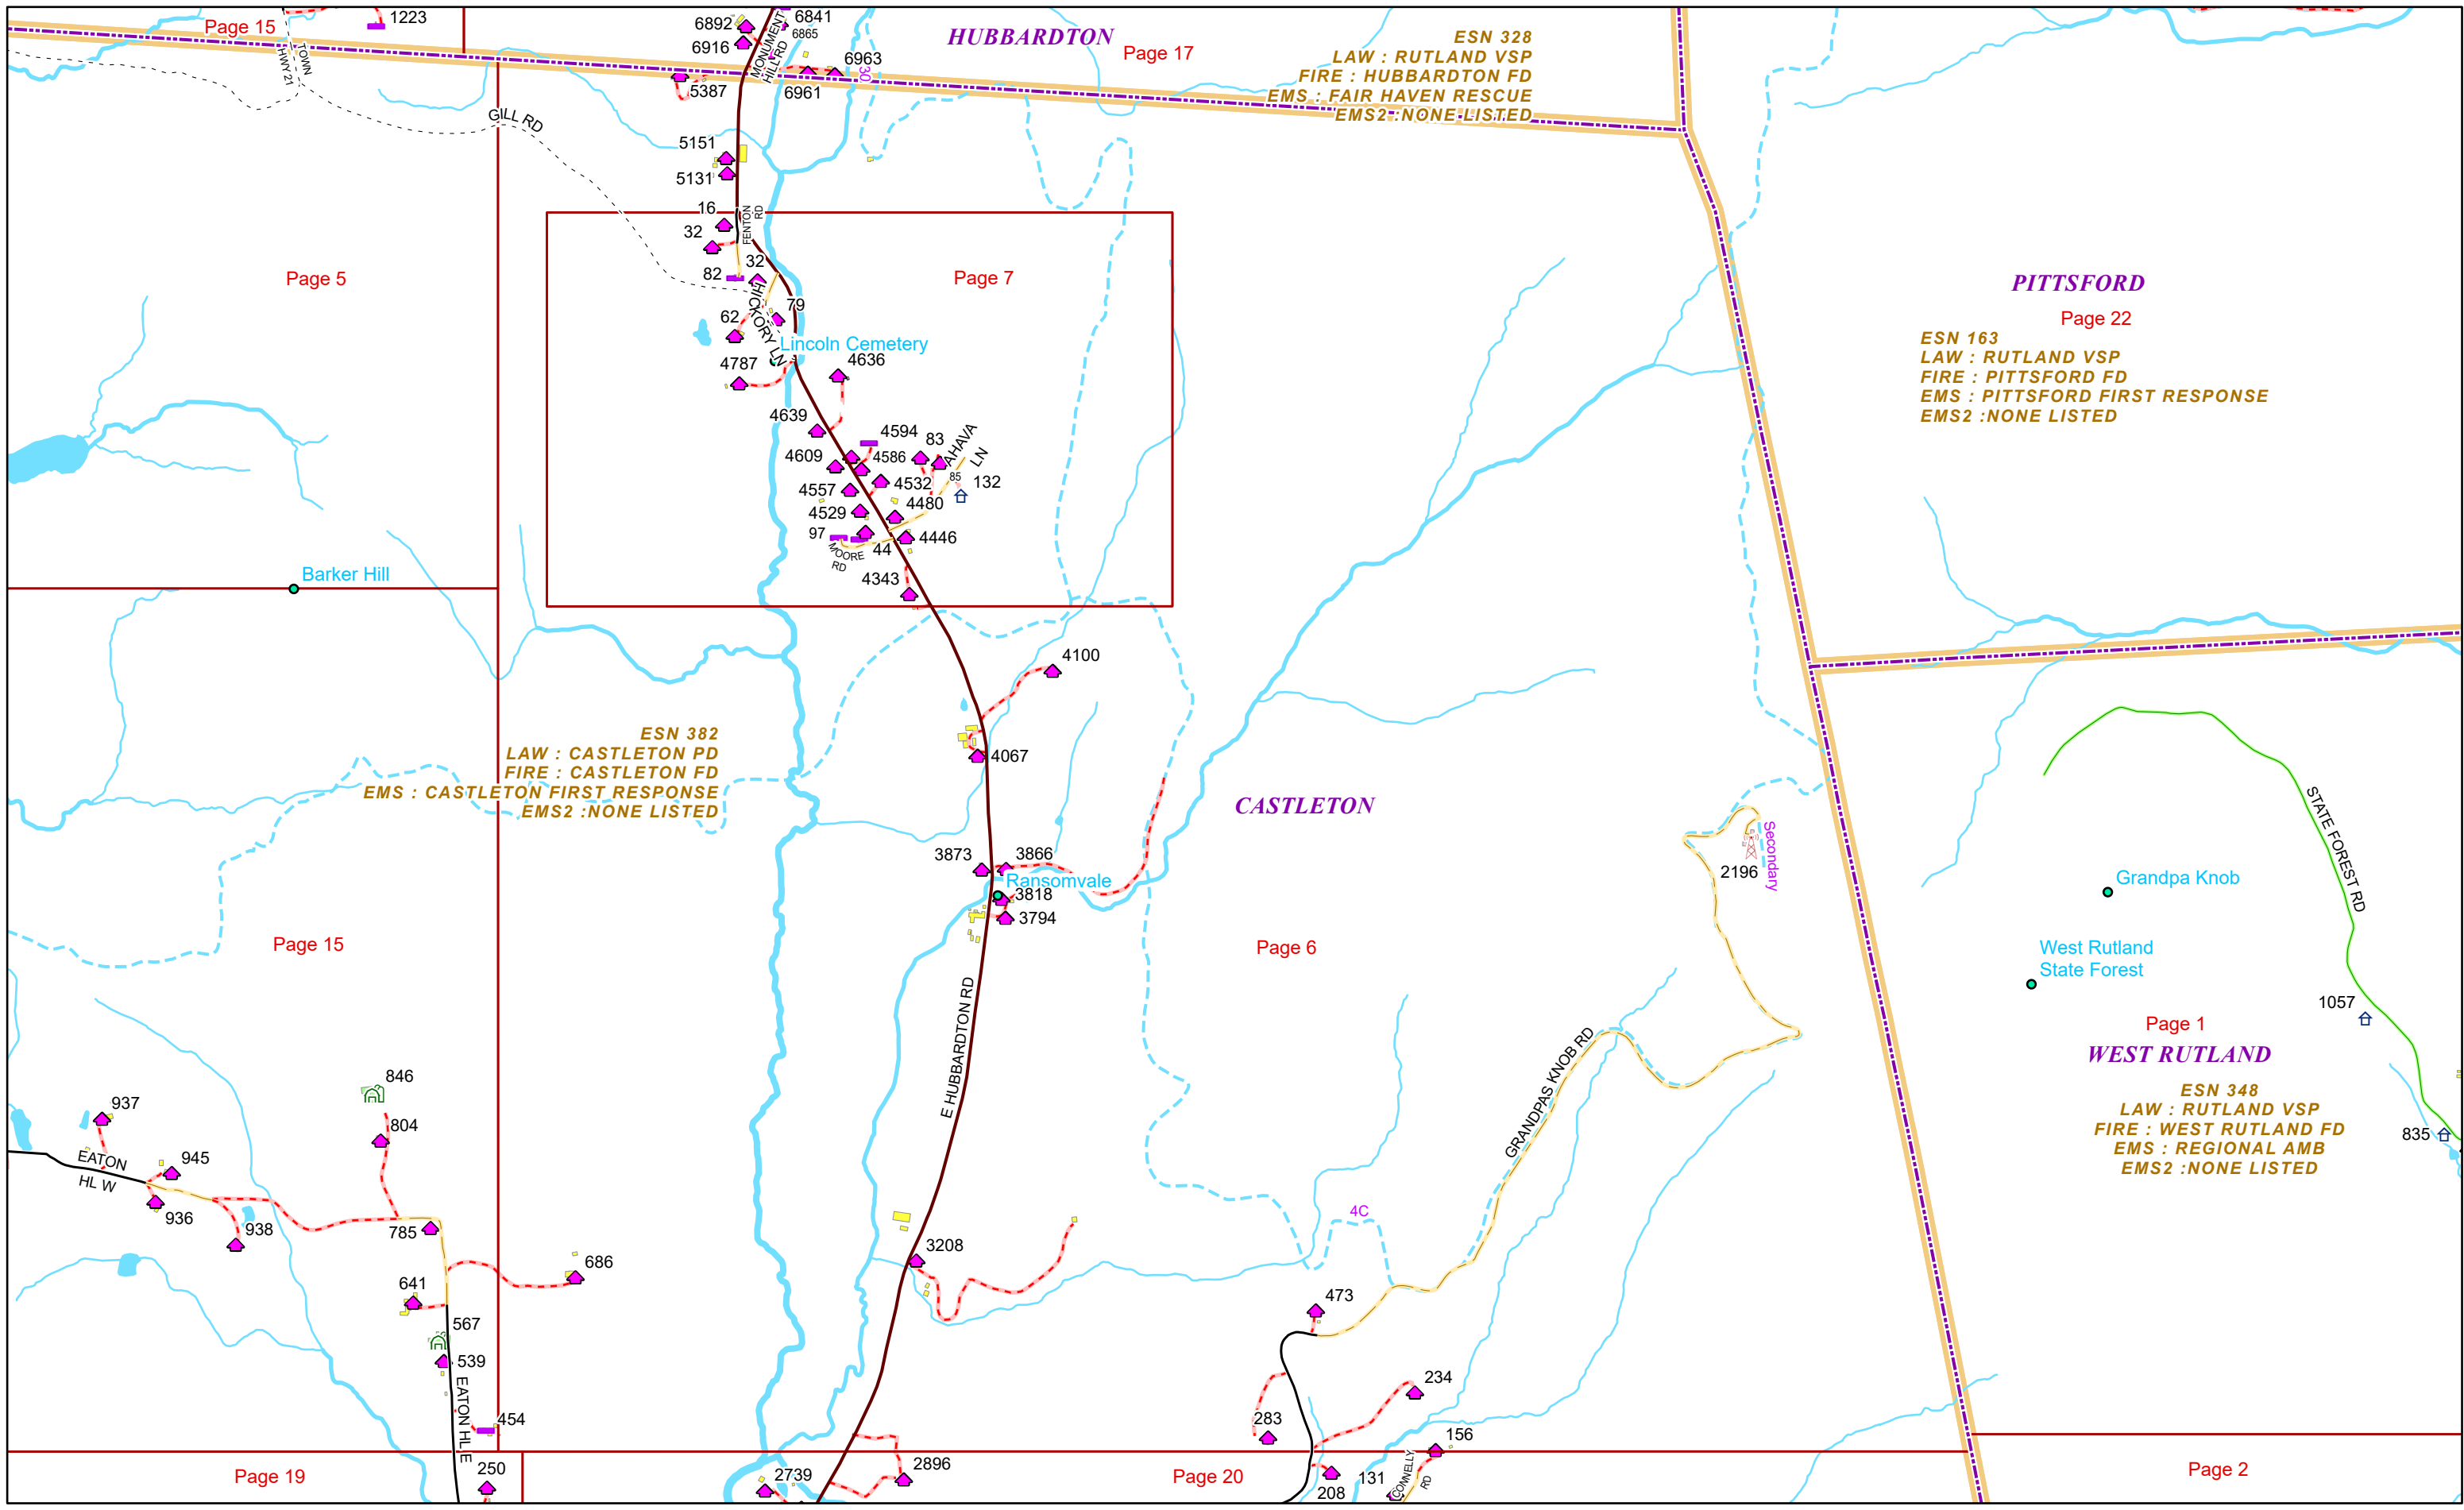 Page 15
1223
TOWN
HWY 21
GILL RD
6892
6841
6865
6916
MONUMENT
HILL RD
6963
30
5387
6961
HUBBARDTON
Page 17
ESN 328
LAW : RUTLAND VSP
FIRE : HUBBARDTON FD
EMS : FAIR HAVEN RESCUE
EMS2 :NONE LISTED
5151
5131
16
32
FENTON
RD
82
32
HICKORY LN
79
62
Lincoln Cemetery
4787
4636
4639
4594
4609
4586
83
AHAVA
LN
85
132
4557
4532
4529
4480
97
MOORE
RD
44
4446
4343
Page 5
Page 7
PITTSFORD
Page 22
ESN 163
LAW : RUTLAND VSP
FIRE : PITTSFORD FD
EMS : PITTSFORD FIRST RESPONSE
EMS2 :NONE LISTED
Barker Hill
4100
ESN 382
LAW : CASTLETON PD
FIRE : CASTLETON FD
EMS : CASTLETON FIRST RESPONSE
EMS2 :NONE LISTED
4067
CASTLETON
3873
3866
Ransomvale
3818
3794
Secondary
2196
STATE FOREST RD
Grandpa Knob
West Rutland
State Forest
1057
Page 15
Page 6
Page 1
WEST RUTLAND
ESN 348
LAW : RUTLAND VSP
FIRE : WEST RUTLAND FD
EMS : REGIONAL AMB
EMS2 :NONE LISTED
835
E HUBBARDTON RD
GRANDPAS KNOB RD
846
937
804
EATON
HL W
945
936
938
785
686
641
567
539
EATON HL E
454
3208
4C
473
234
283
156
Page 19
250
2739
2896
Page 20
208
131
CONNELLY
RD
Page 2